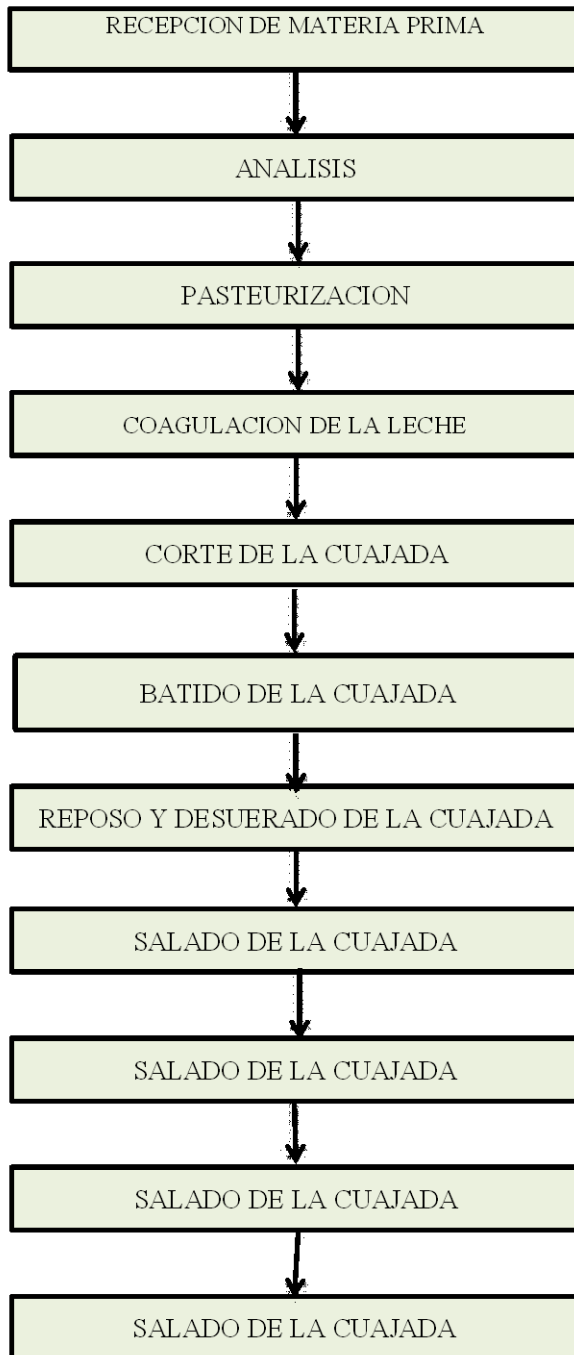 RECEPCION DE MATERIA PRIMA
ANALISIS
PASTEURIZACION
COAGULACION DE LA LECHE
CORTE DE LA CUAJADA
BATIDO DE LA CUAJADA
REPOSO Y DESUERADO DE LA CUAJADA
SALADO DE LA CUAJADA
SALADO DE LA CUAJADA
SALADO DE LA CUAJADA
SALADO DE LA CUAJADA